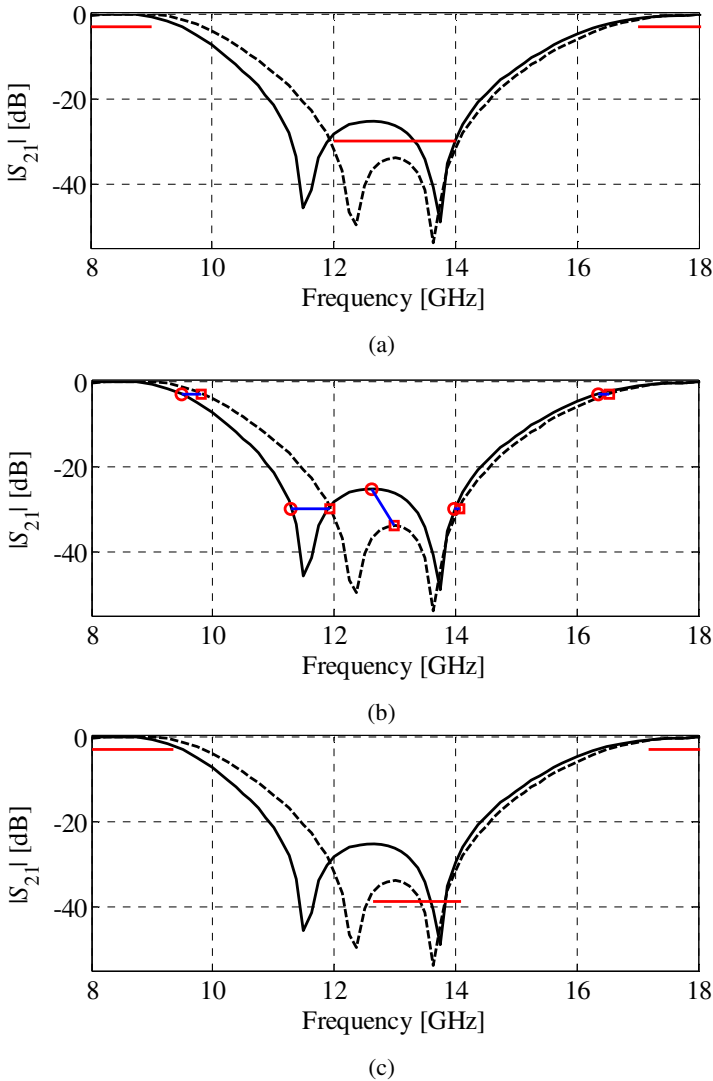 0
-20
-40
|S21| [dB]
8 10 12 14 16 18
Frequency [GHz]
(a)
0
-20
-40
|S21| [dB]
8 10 12 14 16 18
Frequency [GHz]
(b)
0
-20
-40
|S21| [dB]
8 10 12 14 16 18
Frequency [GHz]
(c)